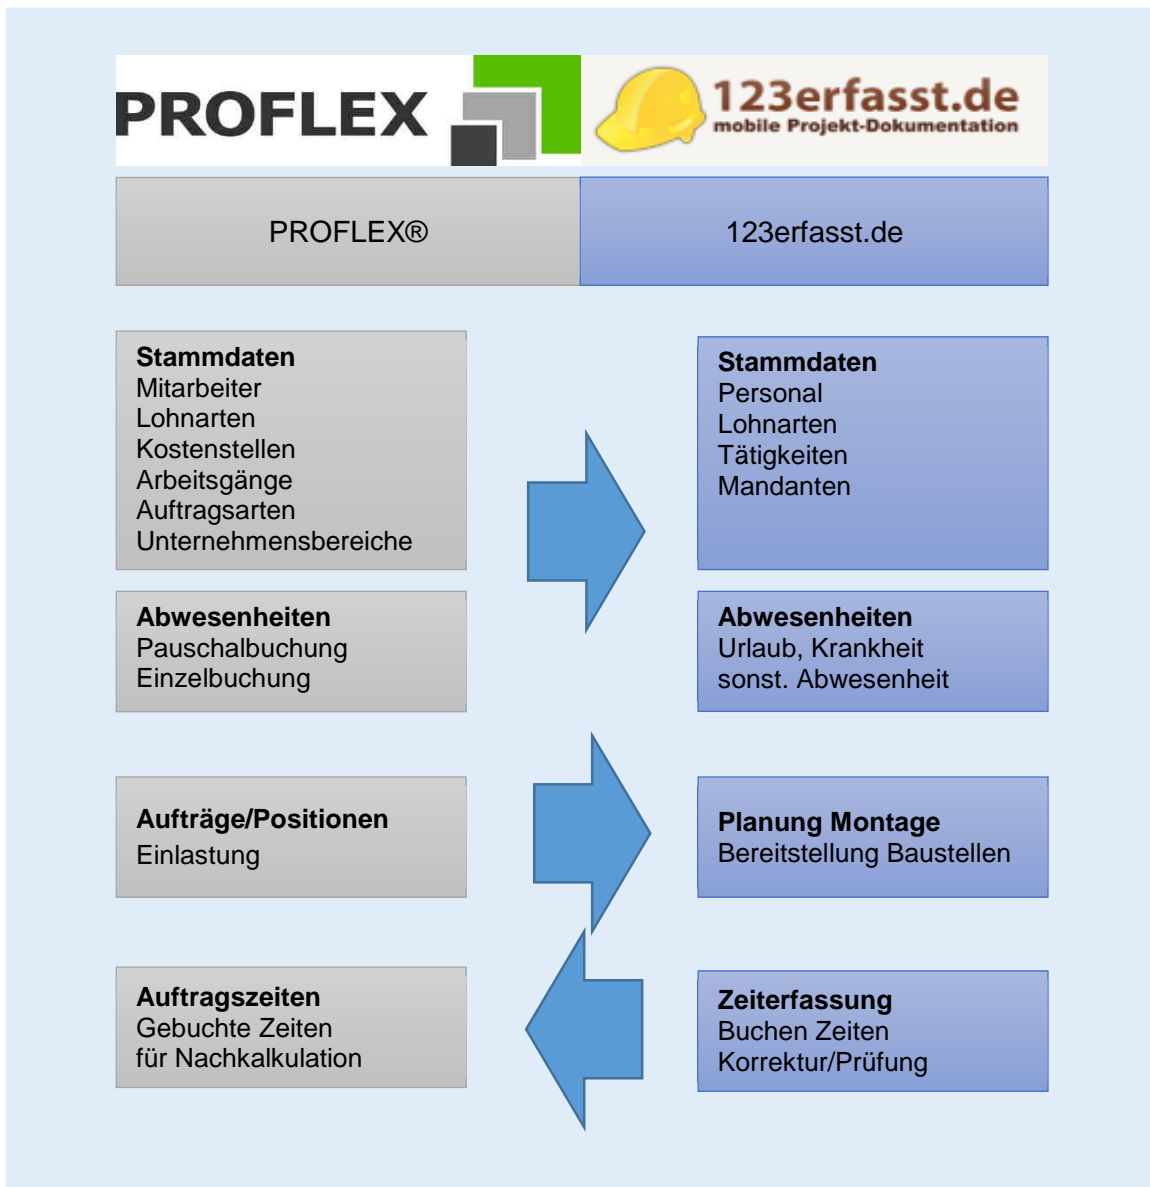 PROFLEX
123erfasst.de
mobile Projekt-Dokumentation
PROFLEX®
123erfasst.de
Stammdaten
Mitarbeiter
Lohnarten
Kostenstellen
Arbeitsgänge
Auftragsarten
Unternehmensbereiche
Stammdaten
Personal
Lohnarten
Tätigkeiten
Mandanten
Abwesenheiten
Pauschalbuchung
Einzelbuchung
Abwesenheiten
Urlaub, Krankheit
sonst. Abwesenheit
Aufträge/Positionen
Einlastung
Planung Montage
Bereitstellung Baustellen
Auftragszeiten
Gebuchte Zeiten
für Nachkalkulation
Zeiterfassung
Buchen Zeiten
Korrektur/Prüfung